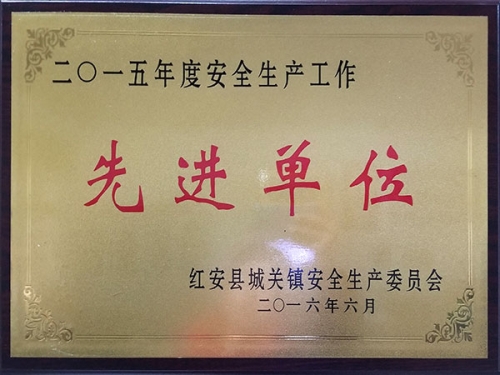 二〇一五年度安全生产工作
先进单位
红安县城关镇安全生产委员会
二〇一六年六月